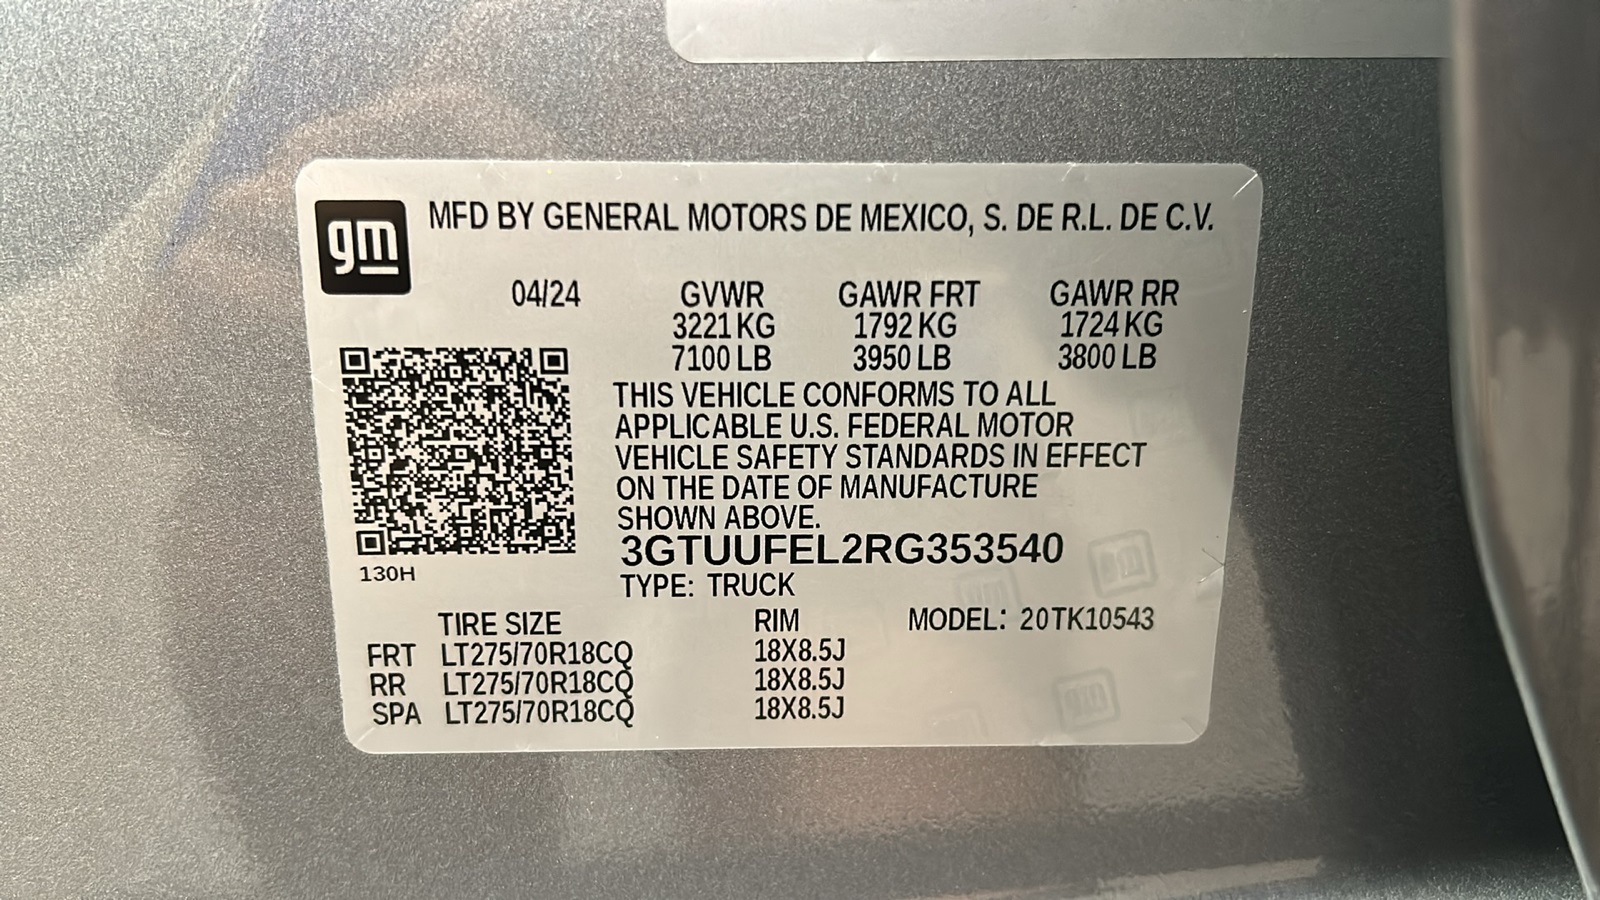 gm
MFD BY GENERAL MOTORS DE MEXICO, S. DE R.L. DE C.V.
04/24 GVWR GAWR FRT GAWR RR
3221 KG 1792 KG 1724 KG
7100 LB 3950 LB 3800 LB
THIS VEHICLE CONFORMS TO ALL
APPLICABLE U.S. FEDERAL MOTOR
VEHICLE SAFETY STANDARDS IN EFFECT
ON THE DATE OF MANUFACTURE
SHOWN ABOVE.
3GTUUFEL2RG353540
130H
TYPE: TRUCK
TIRE SIZE RIM MODEL: 20TK10543
FRT LT275/70R18CQ 18X8.5J
RR LT275/70R18CQ 18X8.5J
SPA LT275/70R18CQ 18X8.5J